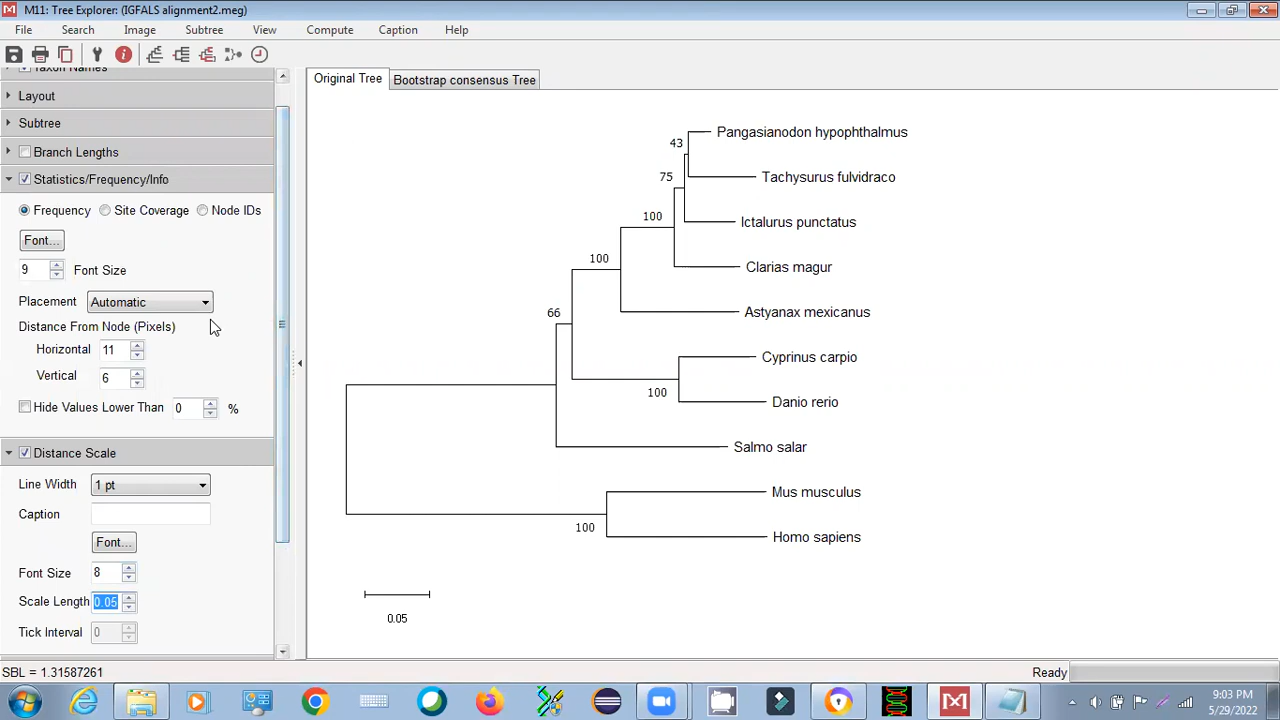 M11: Tree Explorer: (IGFALS alignment2.meg)
File Search Image Subtree View Compute Caption Help
Taxon Names
Layout
Subtree
Branch Lengths
Statistics/Frequency/Info
Frequency Site Coverage Node IDs
Font...
9 Font Size
Placement Automatic
Distance From Node (Pixels)
Horizontal 11
Vertical 6
Hide Values Lower Than 0 %
Distance Scale
Line Width 1 pt
Caption
Font...
Font Size 8
Scale Length 0.05
Tick Interval 0
Original Tree Bootstrap consensus Tree
Pangasianodon hypophthalmus
43
Tachysurus fulvidraco
75
Ictalurus punctatus
100
Clarias magur
100
Astyanax mexicanus
66
Cyprinus carpio
100
Danio rerio
Salmo salar
Mus musculus
100
Homo sapiens
0.05
SBL = 1.31587261
Ready
9:03 PM
5/29/2022